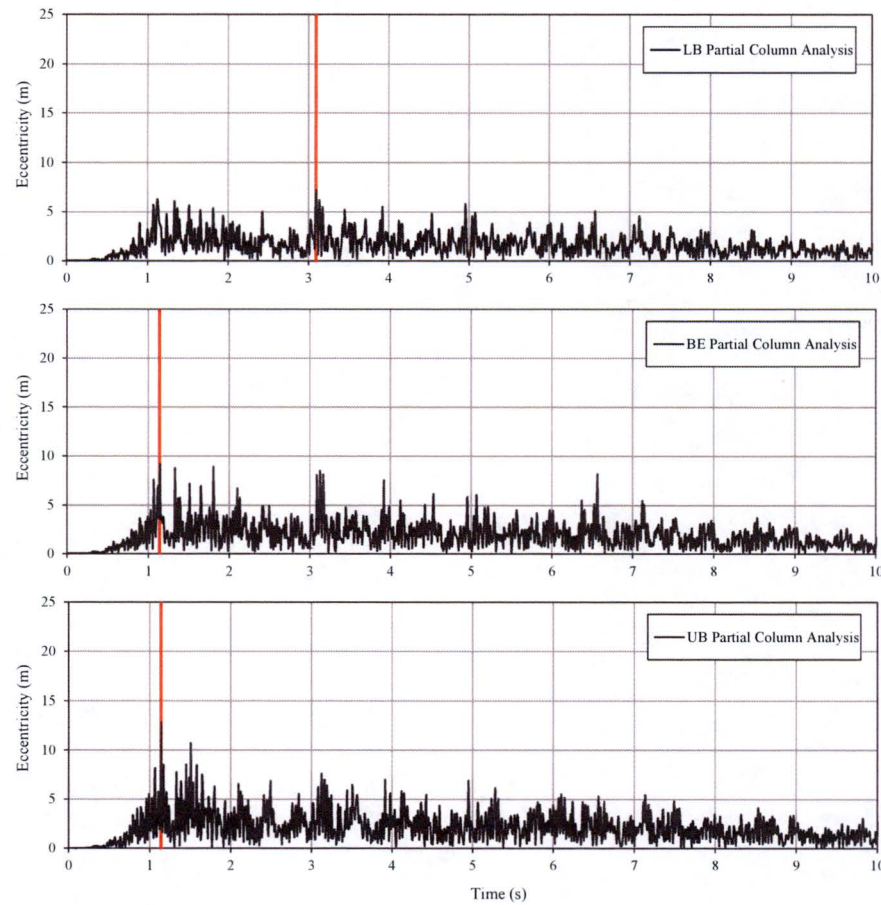 25
20
15
10
5
0
Eccentricity (m)
LB Partial Column Analysis
0 1 2 3 4 5 6 7 8 9 10
25
20
15
10
5
0
Eccentricity (m)
BE Partial Column Analysis
0 1 2 3 4 5 6 7 8 9 10
25
20
15
10
5
0
Eccentricity (m)
UB Partial Column Analysis
0 1 2 3 4 5 6 7 8 9 10
Time (s)